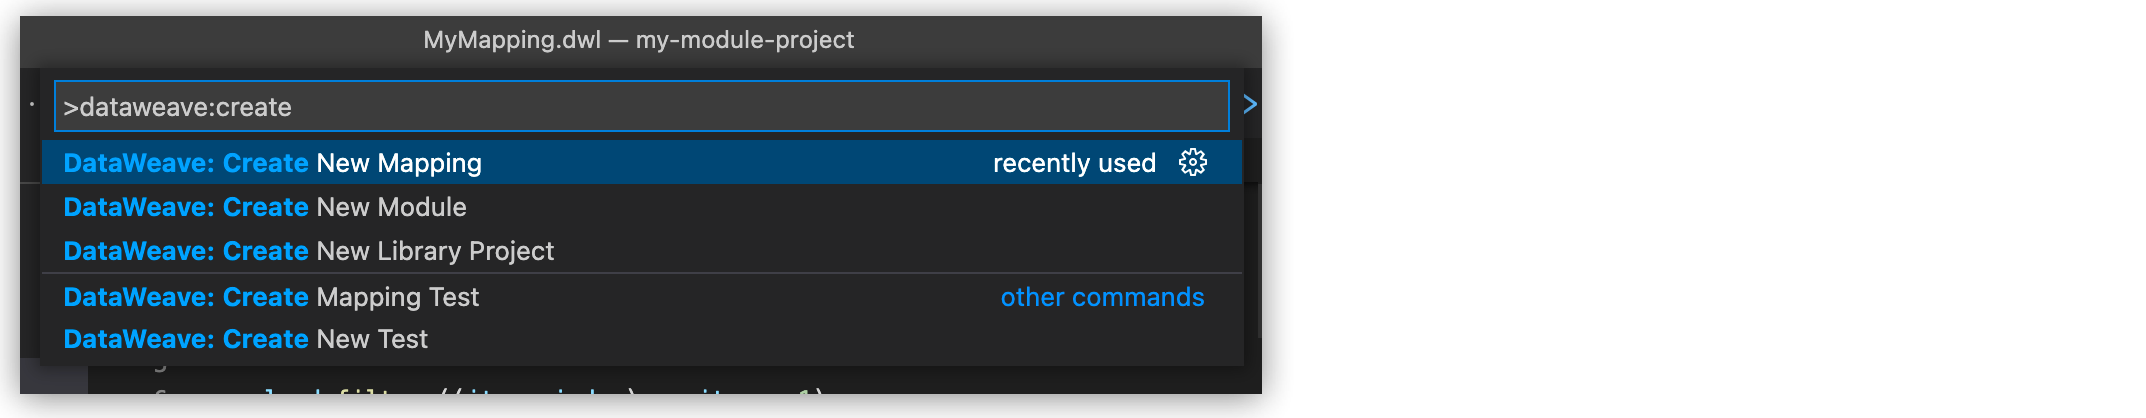 MyMapping.dwl — my-module-project
>dataweave:create
DataWeave: Create New Mapping recently used
DataWeave: Create New Module
DataWeave: Create New Library Project
DataWeave: Create Mapping Test other commands
DataWeave: Create New Test